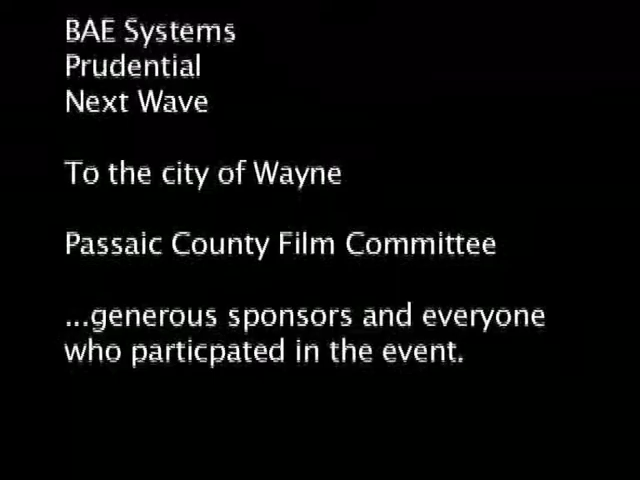 BAE Systems
Prudential
Next Wave
To the city of Wayne
Passaic County Film Committee
...generous sponsors and everyone
who particpated in the event.